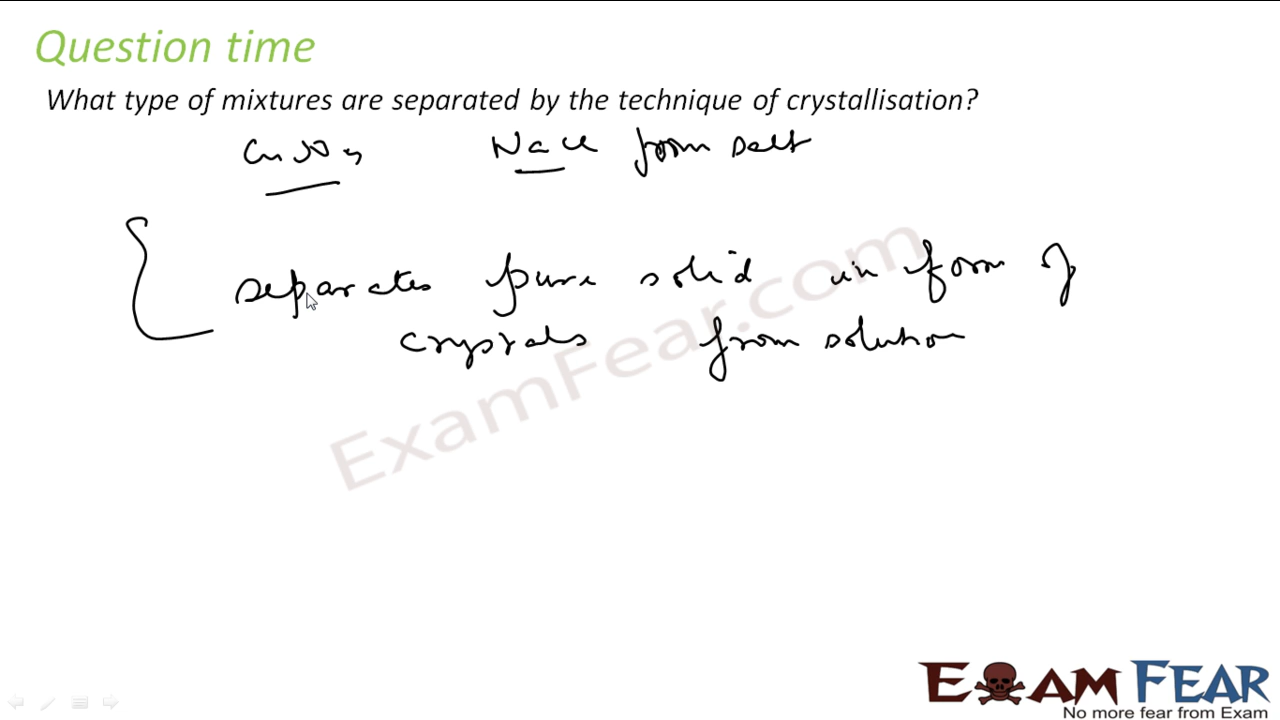 Question time
What type of mixtures are separated by the technique of crystallisation?
CuSO4 NaCl from salt
separates pure solid in form of
crystals from solution
ExamFear.com
EXAM FEAR
No more fear from Exam